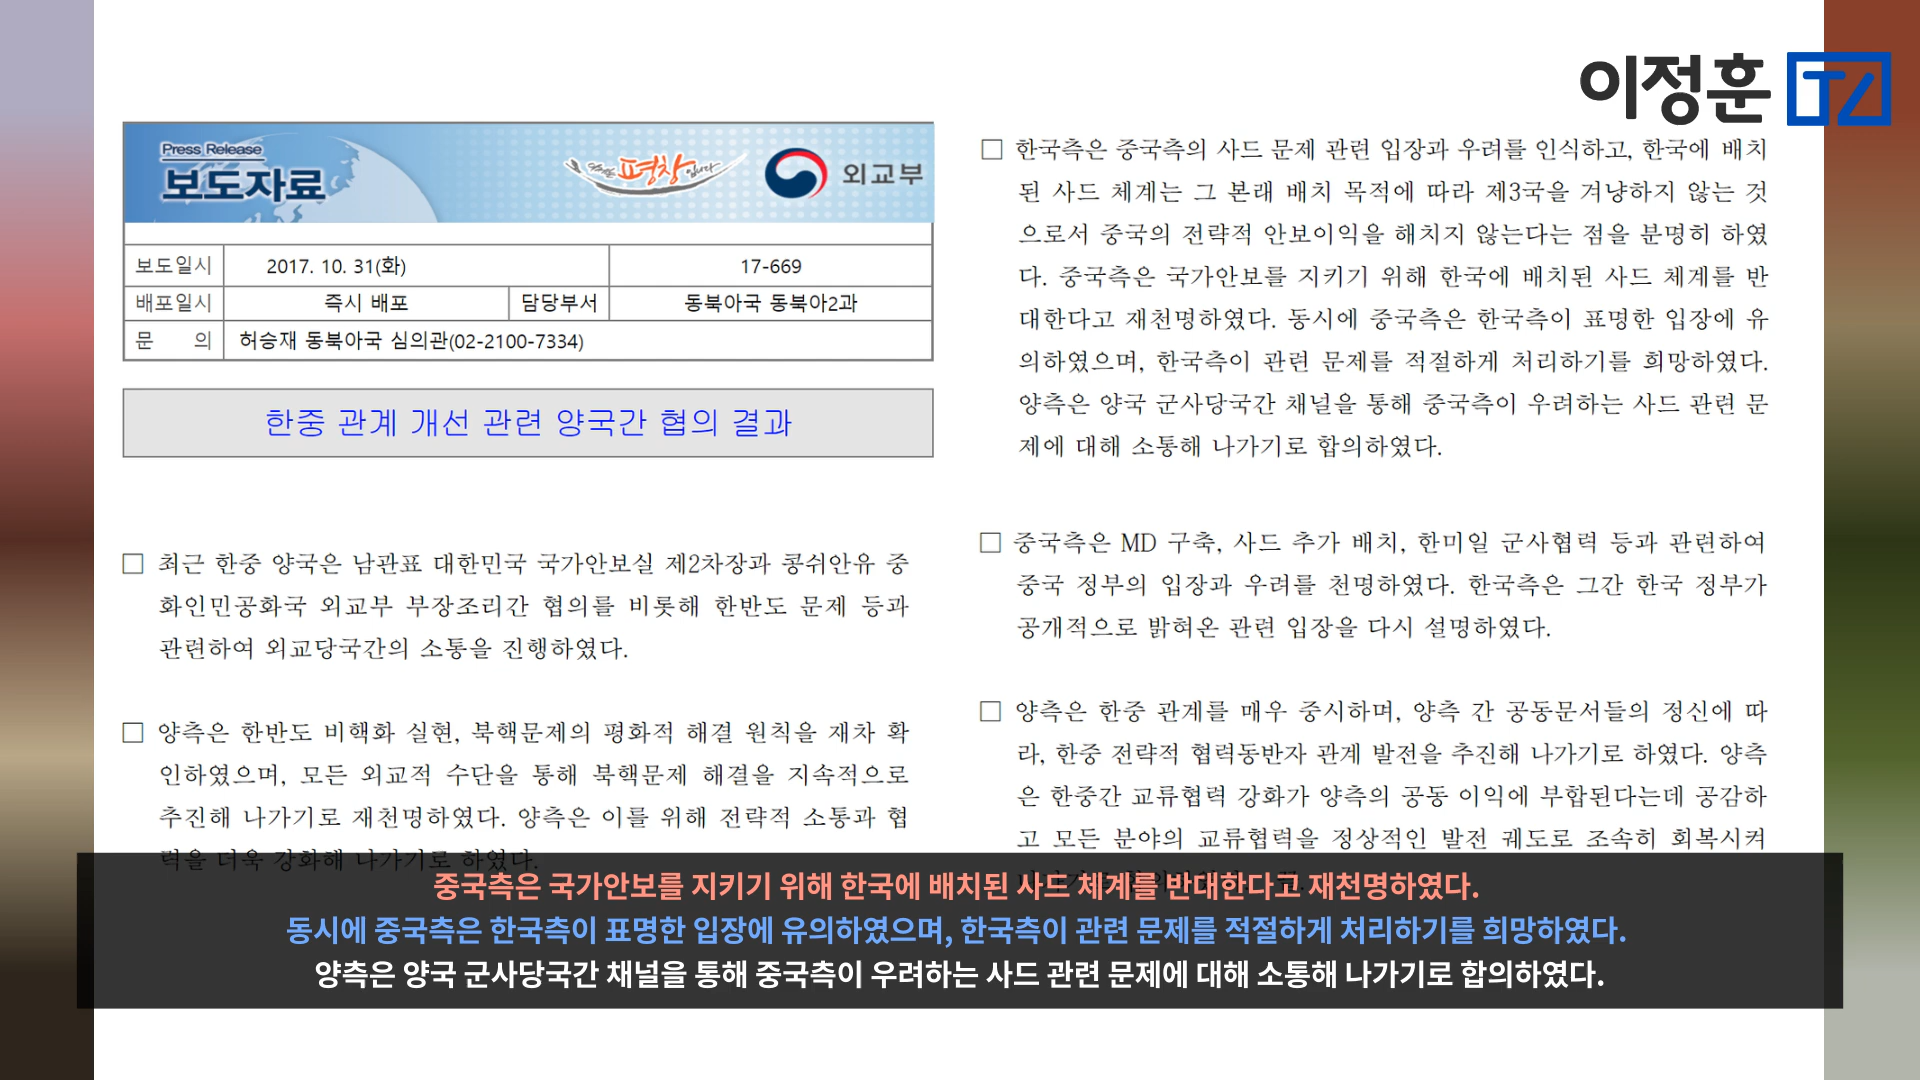 이정훈 TV
Press Release
보도자료
평창
외교부
보도일시 2017. 10. 31(화) 17-669
배포일시 즉시 배포 담당부서 동북아국 동북아2과
문 의 허승재 동북아국 심의관(02-2100-7334)
한중 관계 개선 관련 양국간 협의 결과
□ 최근 한중 양국은 남관표 대한민국 국가안보실 제2차장과 콩쉬안유 중
화인민공화국 외교부 부장조리간 협의를 비롯해 한반도 문제 등과
관련하여 외교당국간의 소통을 진행하였다.
□ 양측은 한반도 비핵화 실현, 북핵문제의 평화적 해결 원칙을 재차 확
인하였으며, 모든 외교적 수단을 통해 북핵문제 해결을 지속적으로
추진해 나가기로 재천명하였다. 양측은 이를 위해 전략적 소통과 협
력을 더욱 강화해 나가기로 하였다.
□ 한국측은 중국측의 사드 문제 관련 입장과 우려를 인식하고, 한국에 배치
된 사드 체계는 그 본래 배치 목적에 따라 제3국을 겨냥하지 않는 것
으로서 중국의 전략적 안보이익을 해치지 않는다는 점을 분명히 하였
다. 중국측은 국가안보를 지키기 위해 한국에 배치된 사드 체계를 반
대한다고 재천명하였다. 동시에 중국측은 한국측이 표명한 입장에 유
의하였으며, 한국측이 관련 문제를 적절하게 처리하기를 희망하였다.
양측은 양국 군사당국간 채널을 통해 중국측이 우려하는 사드 관련 문
제에 대해 소통해 나가기로 합의하였다.
□ 중국측은 MD 구축, 사드 추가 배치, 한미일 군사협력 등과 관련하여
중국 정부의 입장과 우려를 천명하였다. 한국측은 그간 한국 정부가
공개적으로 밝혀온 관련 입장을 다시 설명하였다.
□ 양측은 한중 관계를 매우 중시하며, 양측 간 공동문서들의 정신에 따
라, 한중 전략적 협력동반자 관계 발전을 추진해 나가기로 하였다. 양측
은 한중간 교류협력 강화가 양측의 공동 이익에 부합된다는데 공감하
고 모든 분야의 교류협력을 정상적인 발전 궤도로 조속히 회복시켜
중국측은 국가안보를 지키기 위해 한국에 배치된 사드 체계를 반대한다고 재천명하였다.
동시에 중국측은 한국측이 표명한 입장에 유의하였으며, 한국측이 관련 문제를 적절하게 처리하기를 희망하였다.
양측은 양국 군사당국간 채널을 통해 중국측이 우려하는 사드 관련 문제에 대해 소통해 나가기로 합의하였다.